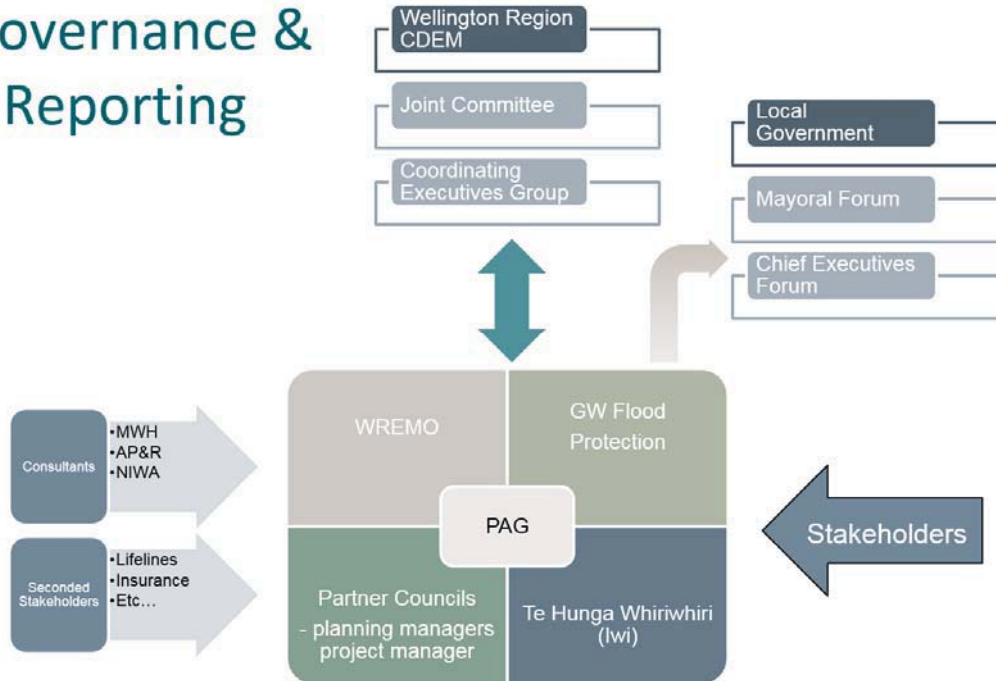 overnance &
Reporting
Wellington Region
CDEM
Joint Committee
Coordinating
Executives Group
Local
Government
Mayoral Forum
Chief Executives
Forum
Consultants
•MWH
•AP&R
•NIWA
Seconded
Stakeholders
•Lifelines
•Insurance
•Etc...
WREMO
GW Flood
Protection
PAG
Partner Councils
- planning managers
project manager
Te Hunga Whiriwhiri
(Iwi)
Stakeholders